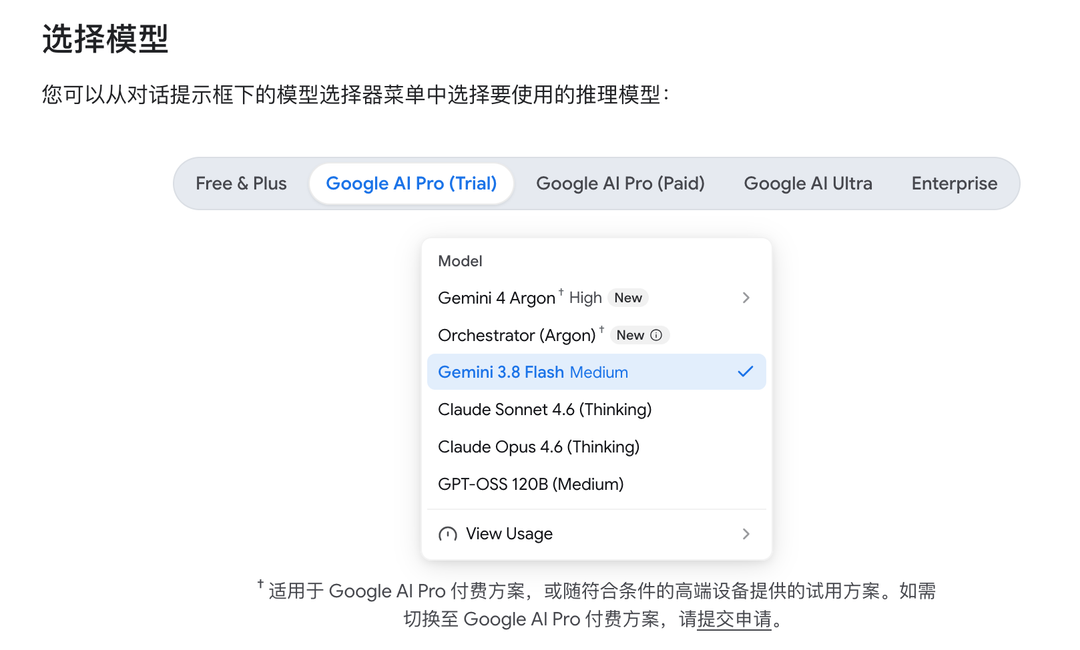 选择模型
您可以从对话提示框下的模型选择器菜单中选择要使用的推理模型：
Free & Plus Google AI Pro (Trial) Google AI Pro (Paid) Google AI Ultra Enterprise
Model
Gemini 4 Argon† High New
Orchestrator (Argon)† New
Gemini 3.8 Flash Medium
Claude Sonnet 4.6 (Thinking)
Claude Opus 4.6 (Thinking)
GPT-OSS 120B (Medium)
View Usage
† 适用于 Google AI Pro 付费方案，或随符合条件的高端设备提供的试用方案。如需
切换至 Google AI Pro 付费方案，请提交申请。